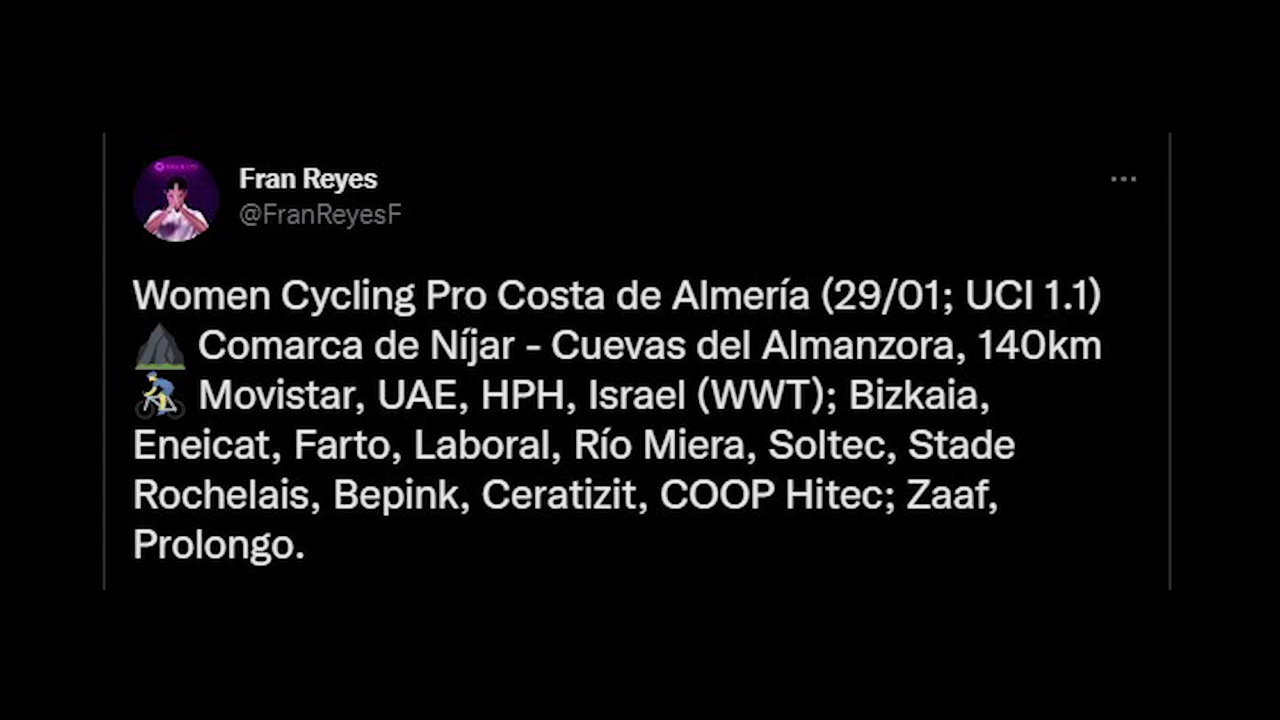 Fran Reyes
@FranReyesF
Women Cycling Pro Costa de Almería (29/01; UCI 1.1)
Comarca de Níjar - Cuevas del Almanzora, 140km
Movistar, UAE, HPH, Israel (WWT); Bizkaia,
Eneicat, Farto, Laboral, Río Miera, Soltec, Stade
Rochelais, Bepink, Ceratizit, COOP Hitec; Zaaf,
Prolongo.